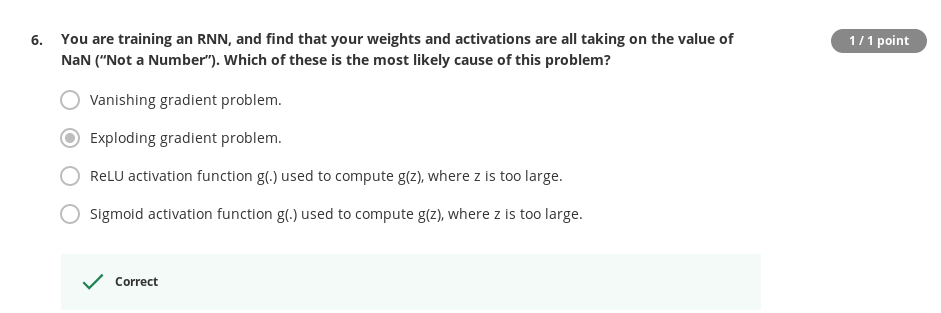 6. You are training an RNN, and find that your weights and activations are all taking on the value of
1 / 1 point
NaN (“Not a Number”). Which of these is the most likely cause of this problem?
Vanishing gradient problem.
Exploding gradient problem.
ReLU activation function g(.) used to compute g(z), where z is too large.
Sigmoid activation function g(.) used to compute g(z), where z is too large.
Correct